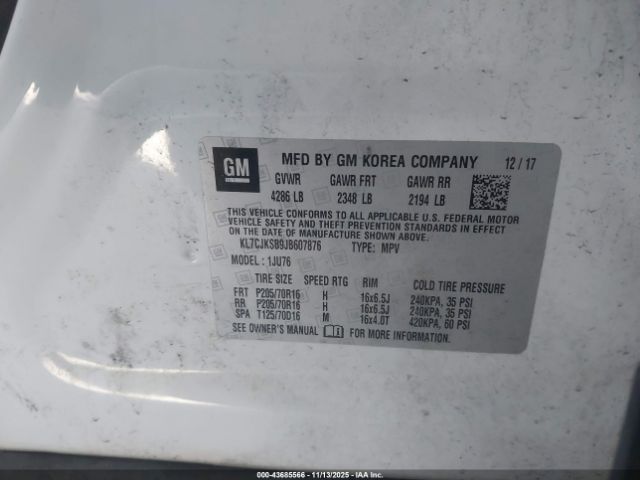 GM
MFD BY GM KOREA COMPANY 12/17
GVWR GAWR FRT GAWR RR
4286 LB 2348 LB 2194 LB
THIS VEHICLE CONFORMS TO ALL APPLICABLE U.S. FEDERAL MOTOR
VEHICLE SAFETY AND THEFT PREVENTION STANDARDS IN EFFECT
ON THE DATE OF MANUFACTURE SHOWN ABOVE.
KL7CJKSB9JB607876 TYPE: MPV
MODEL: 1JU76
TIRE SIZE SPEED RTG RIM COLD TIRE PRESSURE
FRT P205/70R16 H 16x6.5J 240KPA, 35 PSI
RR P205/70R16 H 16x6.5J 240KPA, 35 PSI
SPA T125/70D16 M 16x4.0T 420KPA, 60 PSI
SEE OWNER'S MANUAL FOR MORE INFORMATION.
000-43685566 - 11/13/2025 - IAA Inc.